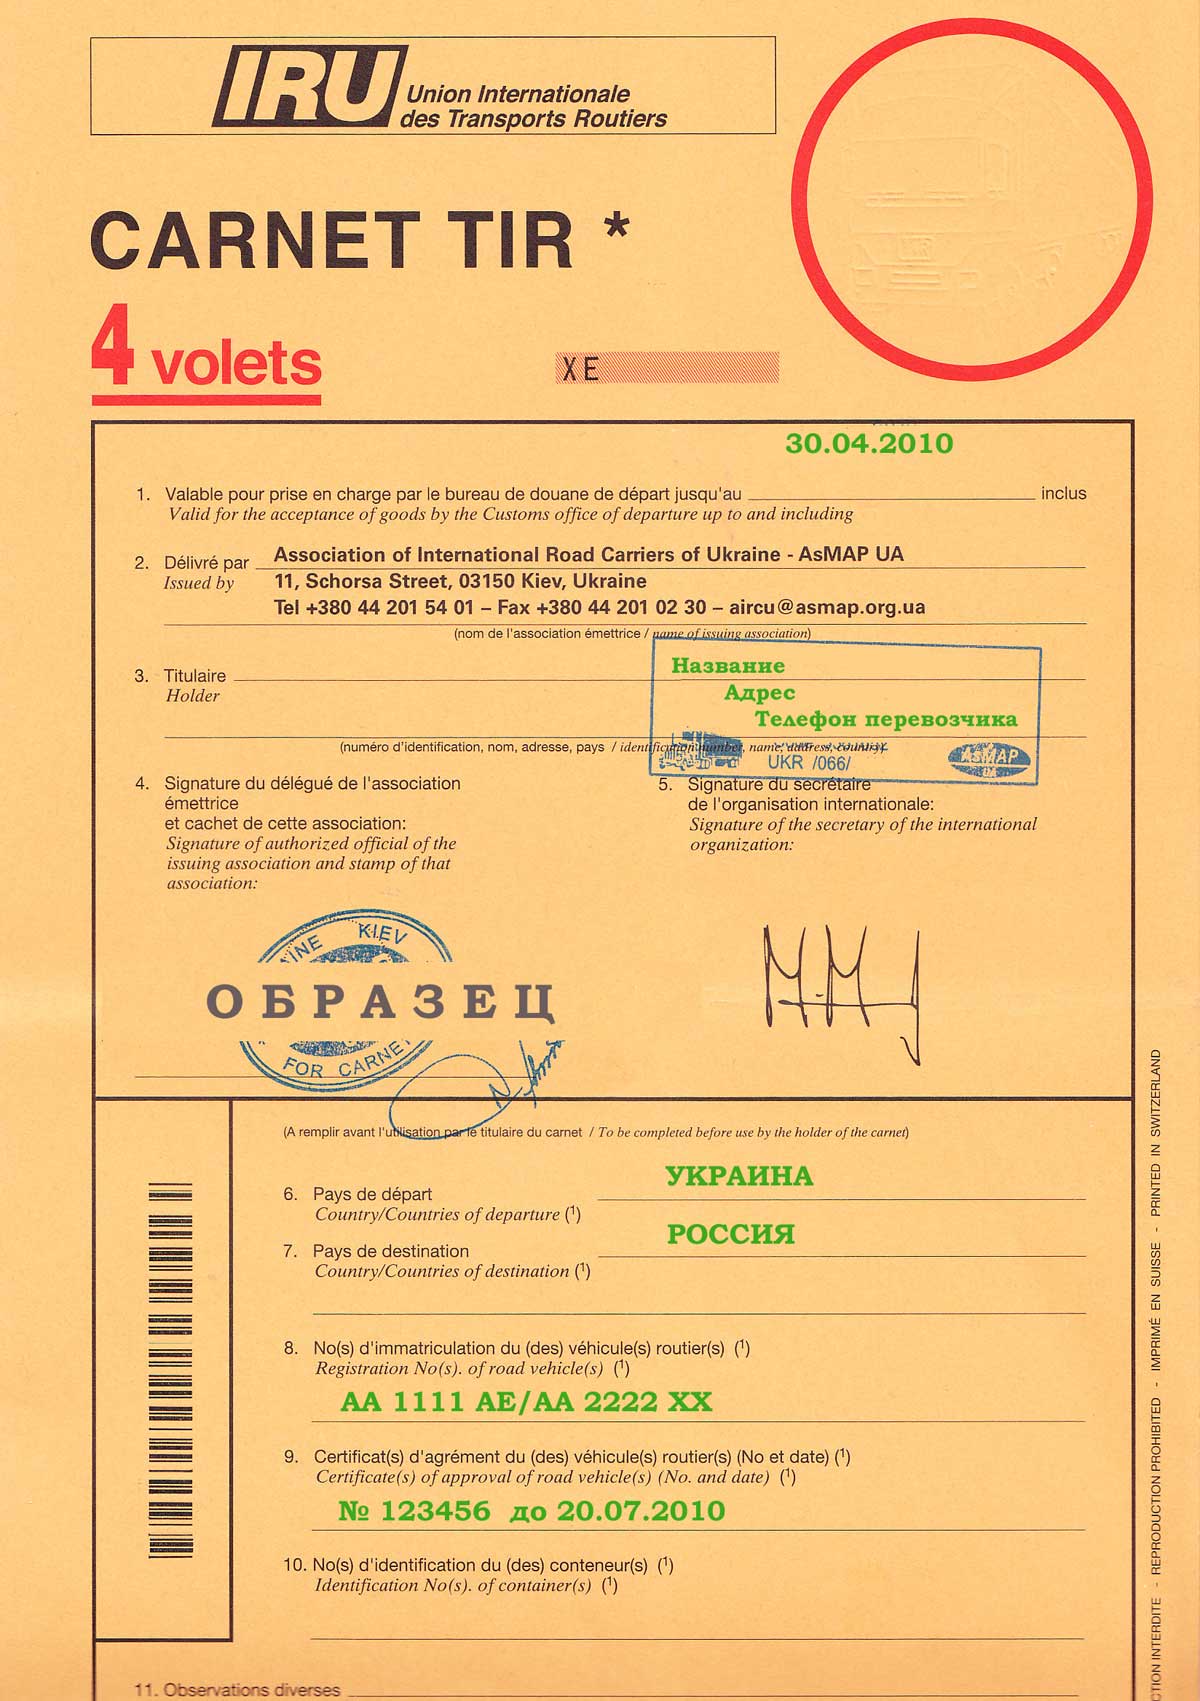 IRU Union Internationale
des Transports Routiers
CARNET TIR *
4 volets
XE
30.04.2010
1. Valable pour prise en charge par le bureau de douane de départ jusqu'au inclus
Valid for the acceptance of goods by the Customs office of departure up to and including
2. Délivré par Association of International Road Carriers of Ukraine - AsMAP UA
Issued by 11, Schorsa Street, 03150 Kiev, Ukraine
Tel +380 44 201 54 01 – Fax +380 44 201 02 30 – aircu@asmap.org.ua
(nom de l'association émettrice / name of issuing association)
Название
3. Titulaire
Holder
Адрес
Телефон перевозчика
(numéro d'identification, nom, adresse, pays / identification number, name, address, country)
UKR /066/
AsMAP
UA
4. Signature du délégué de l'association
émettrice
et cachet de cette association:
Signature of authorized official of the
issuing association and stamp of that
association:
5. Signature du secrétaire
de l'organisation internationale:
Signature of the secretary of the international
organization:
INE KIEV
ОБРАЗЕЦ
FOR CARNE
(A remplir avant l'utilisation par le titulaire du carnet / To be completed before use by the holder of the carnet)
УКРАИНА
6. Pays de départ
Country/Countries of departure (1)
РОССИЯ
7. Pays de destination
Country/Countries of destination (1)
8. No(s) d'immatriculation du (des) véhicule(s) routier(s) (1)
Registration No(s). of road vehicle(s) (1)
АА 1111 АЕ/АА 2222 ХХ
9. Certificat(s) d'agrément du (des) véhicule(s) routier(s) (No et date) (1)
Certificate(s) of approval of road vehicle(s) (No. and date) (1)
№ 123456 до 20.07.2010
10. No(s) d'identification du (des) conteneur(s) (1)
Identification No(s). of container(s) (1)
11. Observations diverses
CTION INTERDITE - REPRODUCTION PROHIBITED - IMPRIMÉ EN SUISSE - PRINTED IN SWITZERLAND